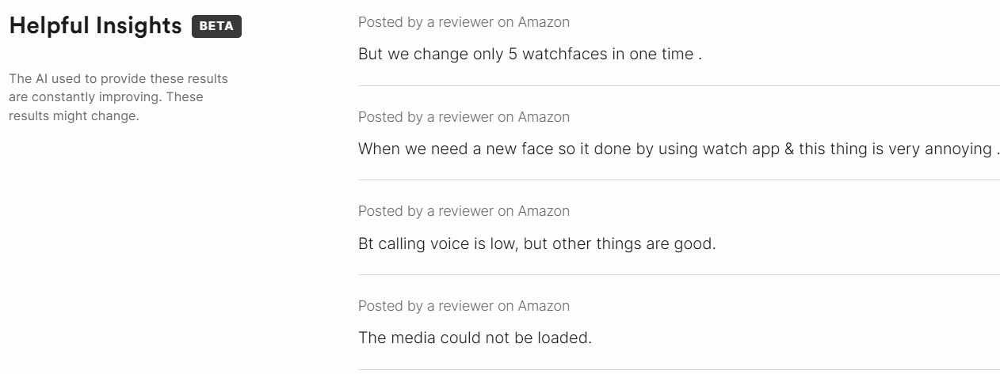 Helpful Insights BETA
The AI used to provide these results
are constantly improving. These
results might change.
Posted by a reviewer on Amazon
But we change only 5 watchfaces in one time .
Posted by a reviewer on Amazon
When we need a new face so it done by using watch app & this thing is very annoying .
Posted by a reviewer on Amazon
Bt calling voice is low, but other things are good.
Posted by a reviewer on Amazon
The media could not be loaded.